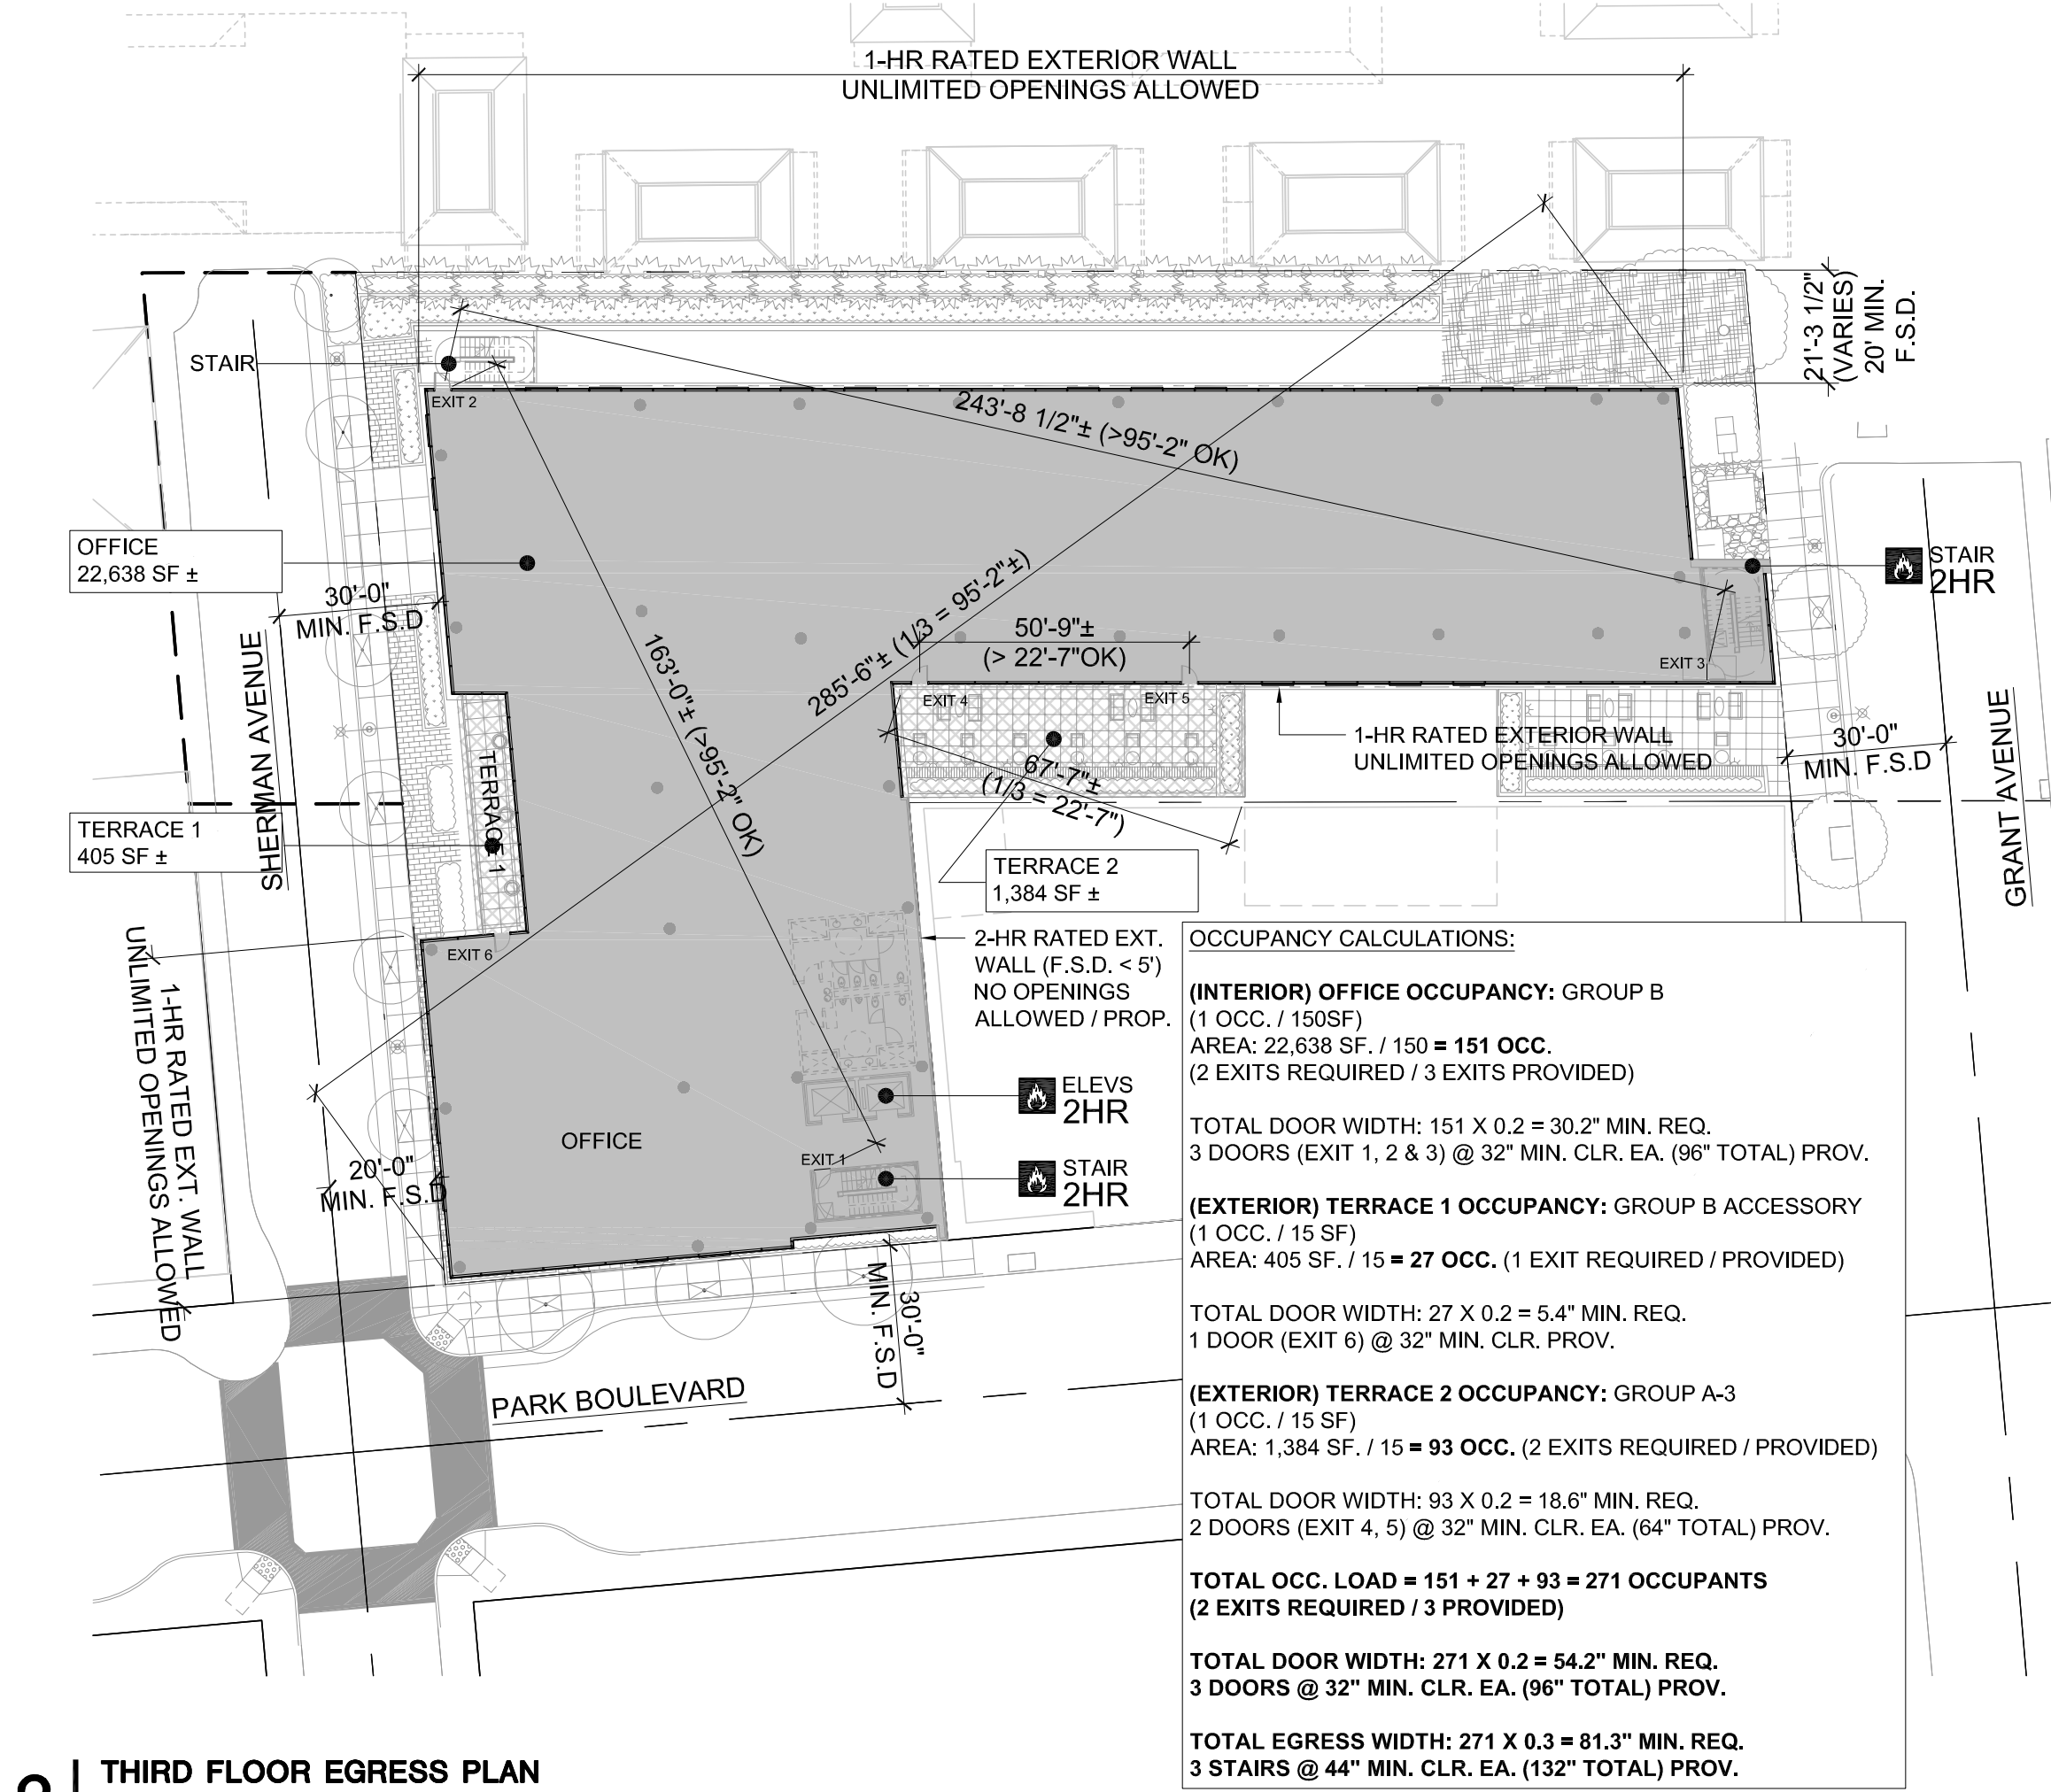 1-HR RATED EXTERIOR WALL
UNLIMITED OPENINGS ALLOWED
21'-3 1/2"
(VARIES)
20' MIN.
F.S.D.
STAIR
EXIT 2
243'-8 1/2"± (>95'-2" OK)
OFFICE
22,638 SF ±
30'-0"
MIN. F.S.D
SHERMAN AVENUE
163'-0"± (>95'-2" OK)
285'-6"± (1/3 = 95'-2"±)
50'-9"±
(> 22'-7"OK)
STAIR
2HR
EXIT 3
EXIT 4
EXIT 5
1-HR RATED EXTERIOR WALL
UNLIMITED OPENINGS ALLOWED
30'-0"
MIN. F.S.D
GRANT AVENUE
67'-7"±
(1/3 = 22'-7")
TERRACE 1
TERRACE 1
405 SF ±
TERRACE 2
1,384 SF ±
EXIT 6
2-HR RATED EXT.
WALL (F.S.D. < 5')
NO OPENINGS
ALLOWED / PROP.
1-HR RATED EXT. WALL
UNLIMITED OPENINGS ALLOWED
ELEVS
2HR
OFFICE
EXIT 1
STAIR
2HR
20'-0"
MIN. F.S.D
30'-0"
MIN. F.S.D
PARK BOULEVARD
OCCUPANCY CALCULATIONS:
(INTERIOR) OFFICE OCCUPANCY: GROUP B
(1 OCC. / 150SF)
AREA: 22,638 SF. / 150 = 151 OCC.
(2 EXITS REQUIRED / 3 EXITS PROVIDED)
TOTAL DOOR WIDTH: 151 X 0.2 = 30.2" MIN. REQ.
3 DOORS (EXIT 1, 2 & 3) @ 32" MIN. CLR. EA. (96" TOTAL) PROV.
(EXTERIOR) TERRACE 1 OCCUPANCY: GROUP B ACCESSORY
(1 OCC. / 15 SF)
AREA: 405 SF. / 15 = 27 OCC. (1 EXIT REQUIRED / PROVIDED)
TOTAL DOOR WIDTH: 27 X 0.2 = 5.4" MIN. REQ.
1 DOOR (EXIT 6) @ 32" MIN. CLR. PROV.
(EXTERIOR) TERRACE 2 OCCUPANCY: GROUP A-3
(1 OCC. / 15 SF)
AREA: 1,384 SF. / 15 = 93 OCC. (2 EXITS REQUIRED / PROVIDED)
TOTAL DOOR WIDTH: 93 X 0.2 = 18.6" MIN. REQ.
2 DOORS (EXIT 4, 5) @ 32" MIN. CLR. EA. (64" TOTAL) PROV.
TOTAL OCC. LOAD = 151 + 27 + 93 = 271 OCCUPANTS
(2 EXITS REQUIRED / 3 PROVIDED)
TOTAL DOOR WIDTH: 271 X 0.2 = 54.2" MIN. REQ.
3 DOORS @ 32" MIN. CLR. EA. (96" TOTAL) PROV.
TOTAL EGRESS WIDTH: 271 X 0.3 = 81.3" MIN. REQ.
3 STAIRS @ 44" MIN. CLR. EA. (132" TOTAL) PROV.
THIRD FLOOR EGRESS PLAN